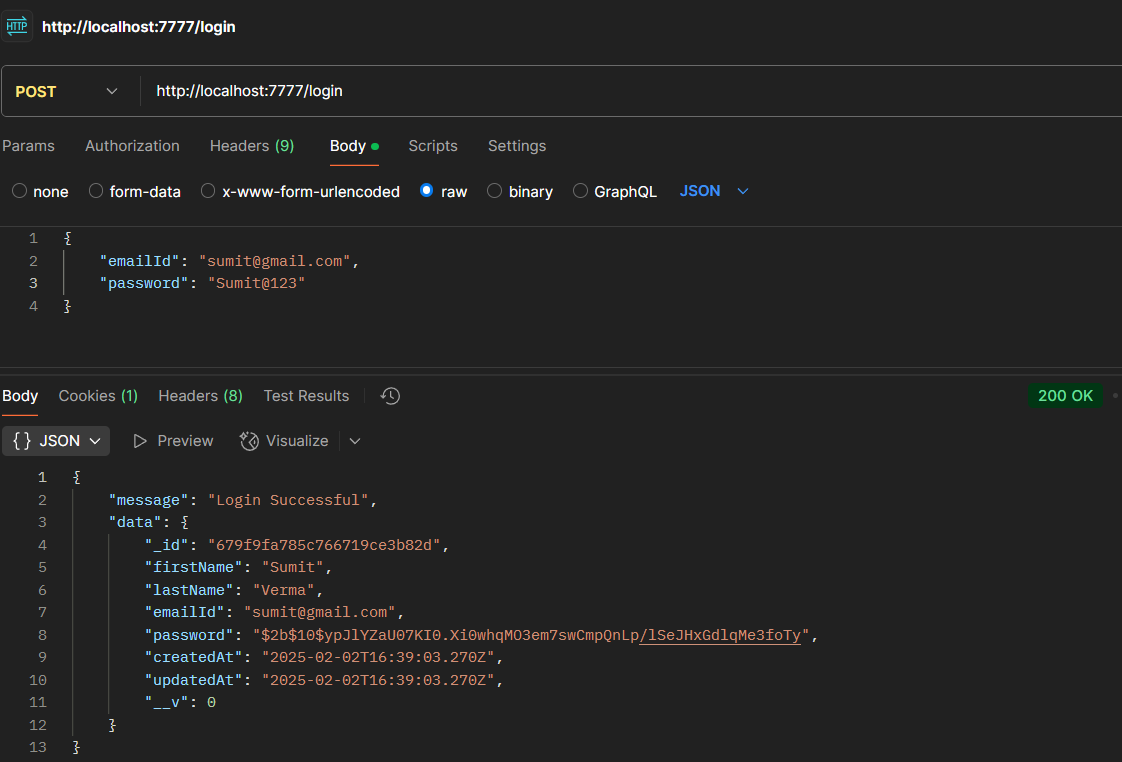 HTTP http://localhost:7777/login
POST http://localhost:7777/login
Params Authorization Headers (9) Body Scripts Settings
none form-data x-www-form-urlencoded raw binary GraphQL JSON
1 {
2 "emailId": "sumit@gmail.com",
3 "password": "Sumit@123"
4 }
Body Cookies (1) Headers (8) Test Results 200 OK
{} JSON Preview Visualize
1 {
2 "message": "Login Successful",
3 "data": {
4 "_id": "679f9fa785c766719ce3b82d",
5 "firstName": "Sumit",
6 "lastName": "Verma",
7 "emailId": "sumit@gmail.com",
8 "password": "$2b$10$ypJlYZaU07KI0.Xi0whqMO3em7swCmpQnLp/lSeJHxGdlqMe3foTy",
9 "createdAt": "2025-02-02T16:39:03.270Z",
10 "updatedAt": "2025-02-02T16:39:03.270Z",
11 "__v": 0
12 }
13 }